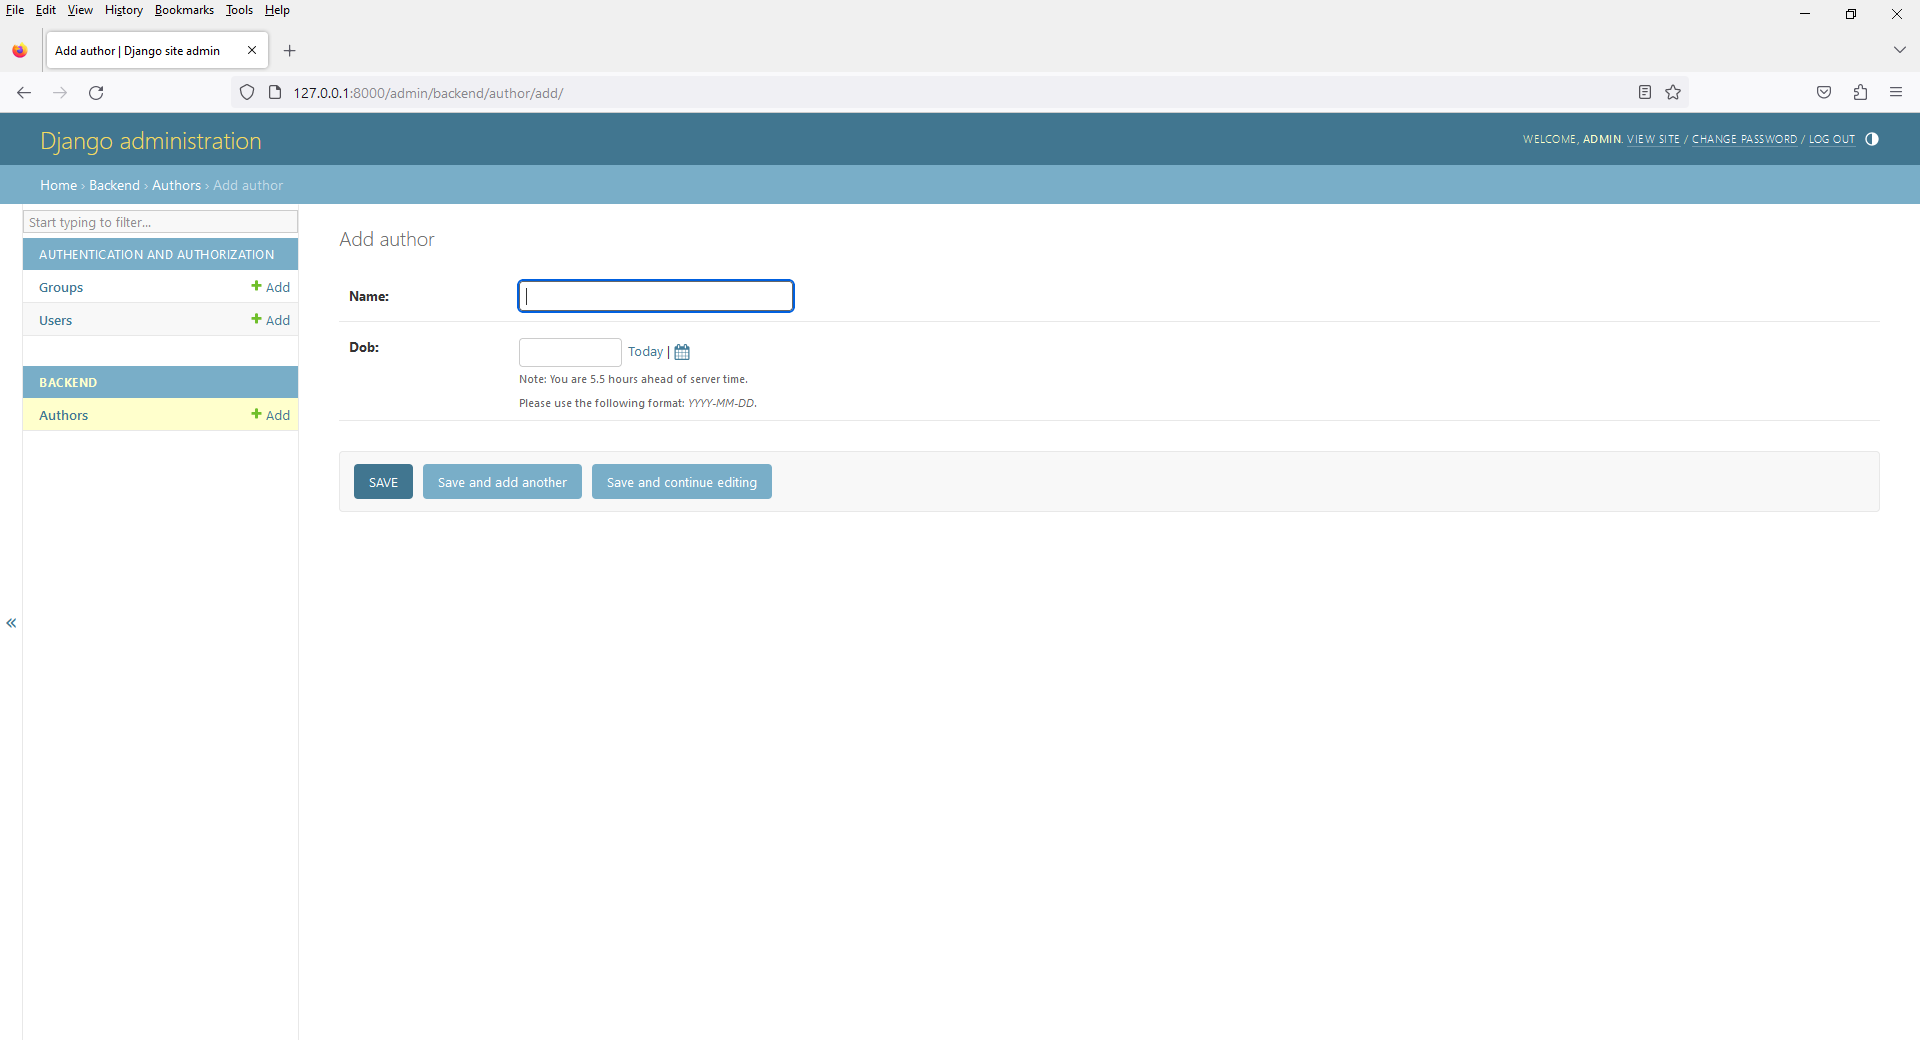 File Edit View History Bookmarks Tools Help
Add author | Django site admin
127.0.0.1:8000/admin/backend/author/add/
Django administration
WELCOME, ADMIN. VIEW SITE / CHANGE PASSWORD / LOG OUT
Home › Backend › Authors › Add author
Start typing to filter...
AUTHENTICATION AND AUTHORIZATION
Groups Add
Users Add
BACKEND
Authors Add
Add author
Name:
Dob:
Today |
Note: You are 5.5 hours ahead of server time.
Please use the following format: YYYY-MM-DD.
SAVE Save and add another Save and continue editing